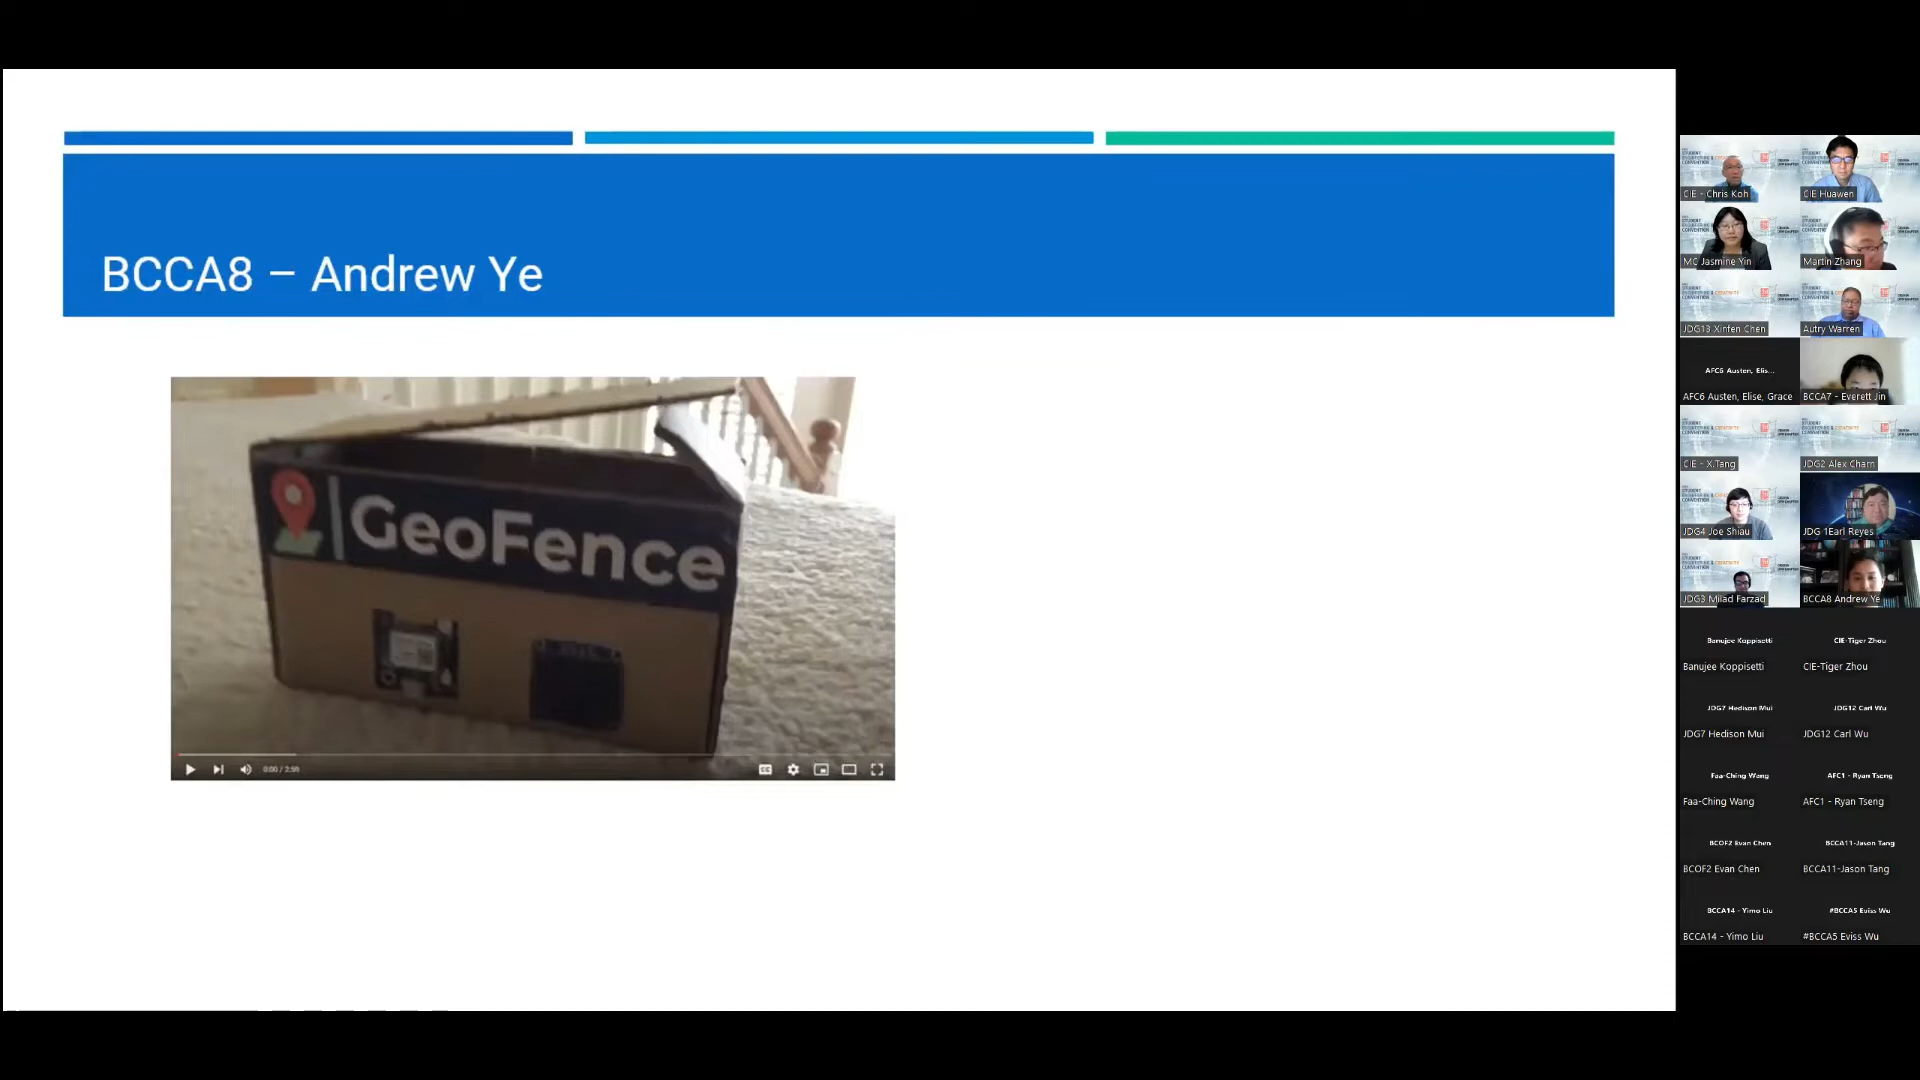 BCCA8 – Andrew Ye
GeoFence
0:00 / 2:59
CIE - Chris Koh
CIE Huawen
MC Jasmine Yin
Martin Zhang
JDG13 Xinfen Chen
Autry Warren
AFC6 Austen, Elis...
AFC6 Austen, Elise, Grace
BCCA7 - Everett Jin
CIE - X.Tang
JDG2 Alex Charn
JDG4 Joe Shiau
JDG 1Earl Reyes
JDG3 Milad Farzad
BCCA8 Andrew Ye
Banujee Koppisetti
CIE-Tiger Zhou
Banujee Koppisetti
CIE-Tiger Zhou
JDG7 Hedison Mui
JDG12 Carl Wu
JDG7 Hedison Mui
JDG12 Carl Wu
Faa-Ching Wang
AFC1 - Ryan Tseng
Faa-Ching Wang
AFC1 - Ryan Tseng
BCOF2 Evan Chen
BCCA11-Jason Tang
BCOF2 Evan Chen
BCCA11-Jason Tang
BCCA14 - Yimo Liu
#BCCA5 Eviss Wu
BCCA14 - Yimo Liu
#BCCA5 Eviss Wu